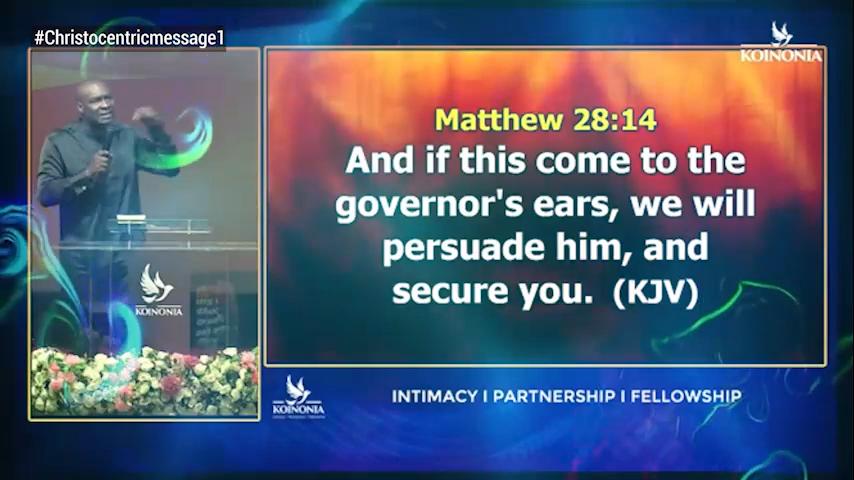 #Christocentricmessage1
KOINONIA
Matthew 28:14
And if this come to the
governor's ears, we will
persuade him, and
secure you. (KJV)
KOINONIA
KOINONIA
INTIMACY I PARTNERSHIP I FELLOWSHIP